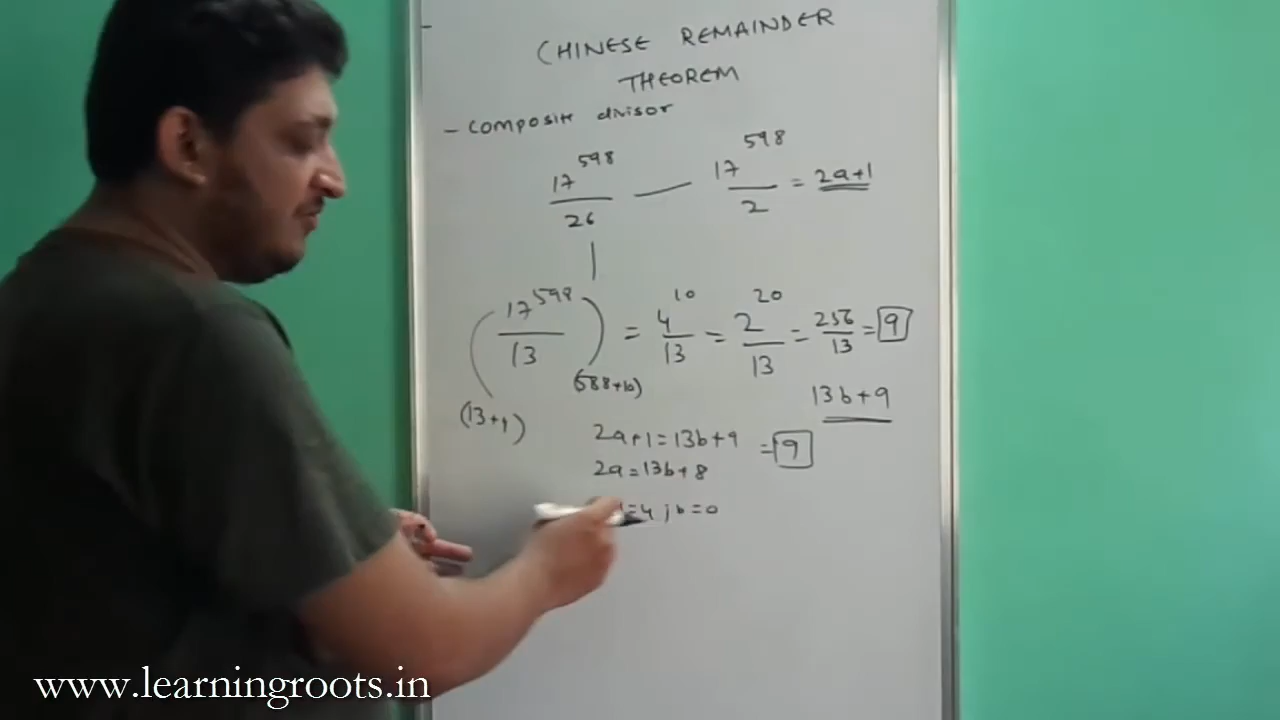 CHINESE REMAINDER
THEOREM
- Composite divisor
17^598/26 — 17^598/2 = 2a+1
(17^598/13) = 4^10/13 = 2^20/13 = 256/13 = 9
(588+10)
(13+4)
13b+9
2a+1=13b+9 = 9
2a=13b+8
=4; b=0
www.learningroots.in